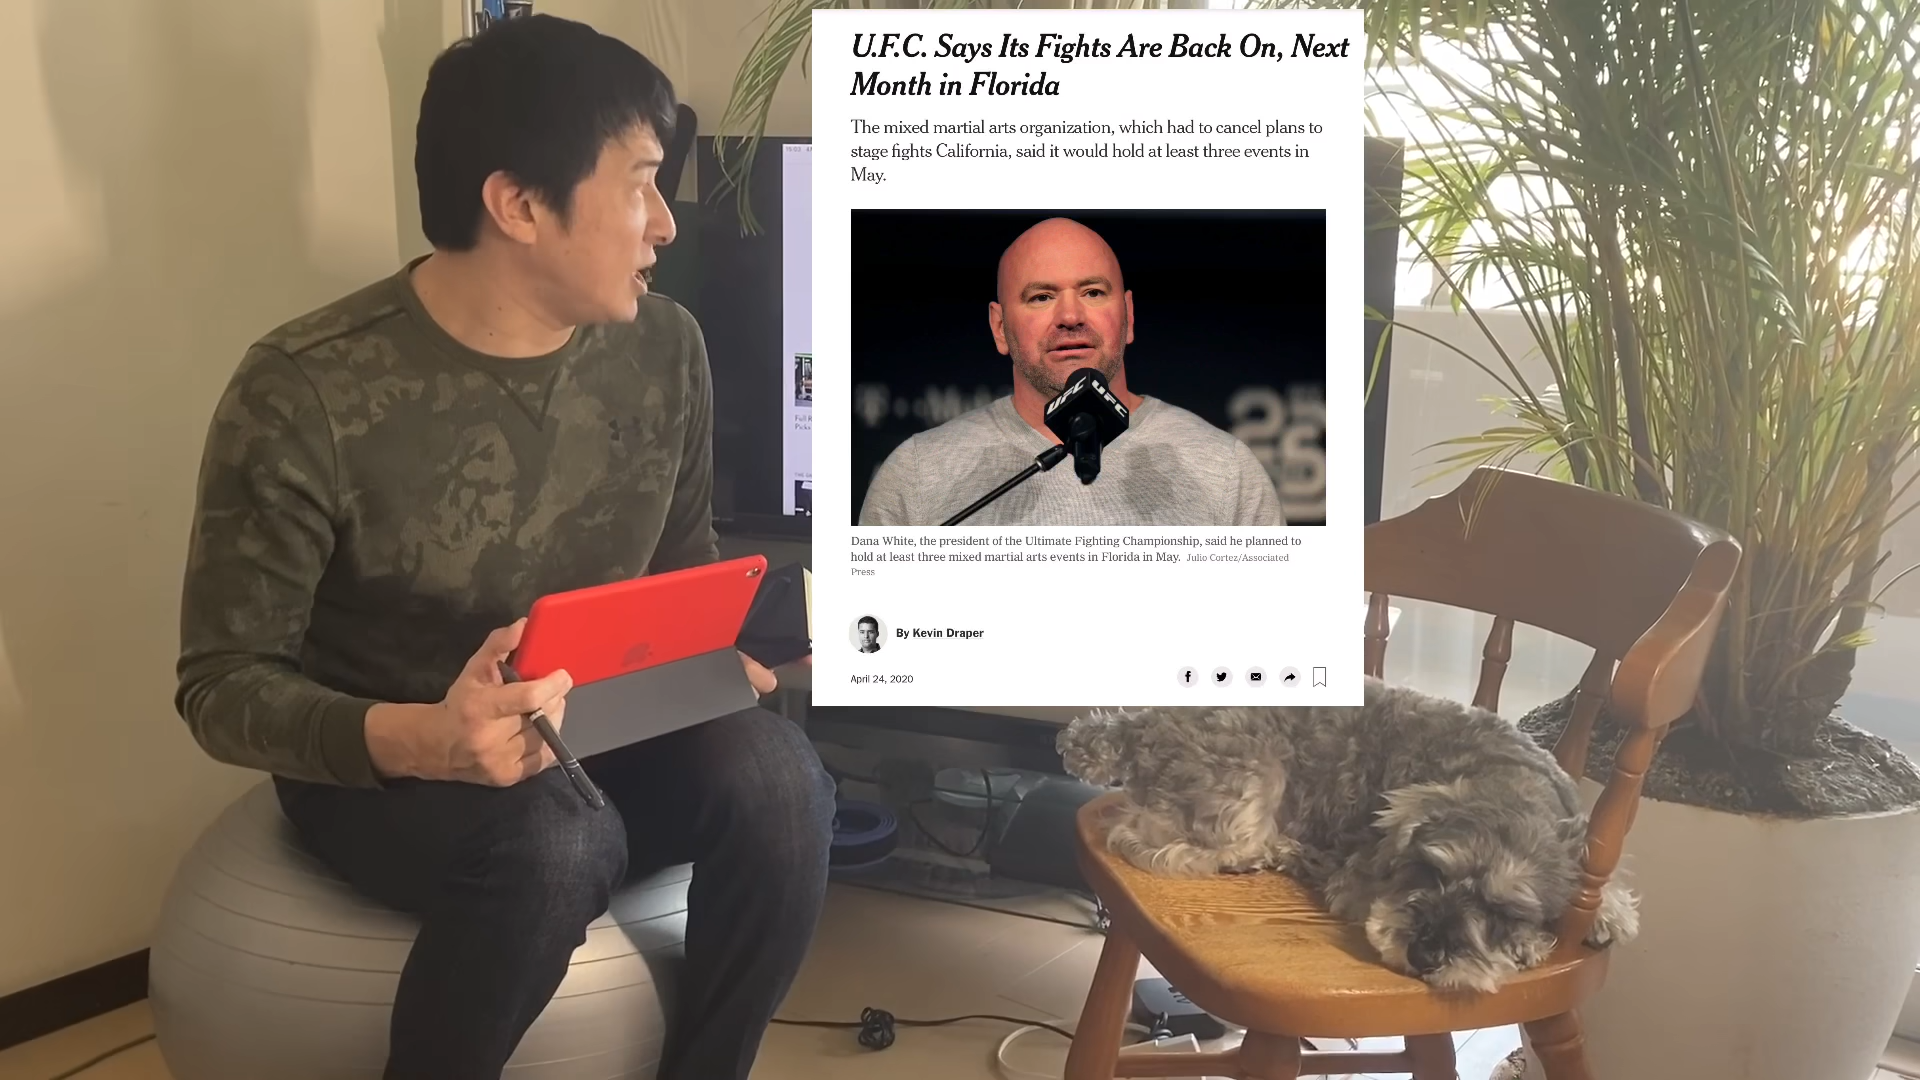 U.F.C. Says Its Fights Are Back On, Next
Month in Florida
The mixed martial arts organization, which had to cancel plans to
stage fights California, said it would hold at least three events in
May.
UFC UFC
25
Dana White, the president of the Ultimate Fighting Championship, said he planned to
hold at least three mixed martial arts events in Florida in May. Julio Cortez/Associated
Press
By Kevin Draper
April 24, 2020